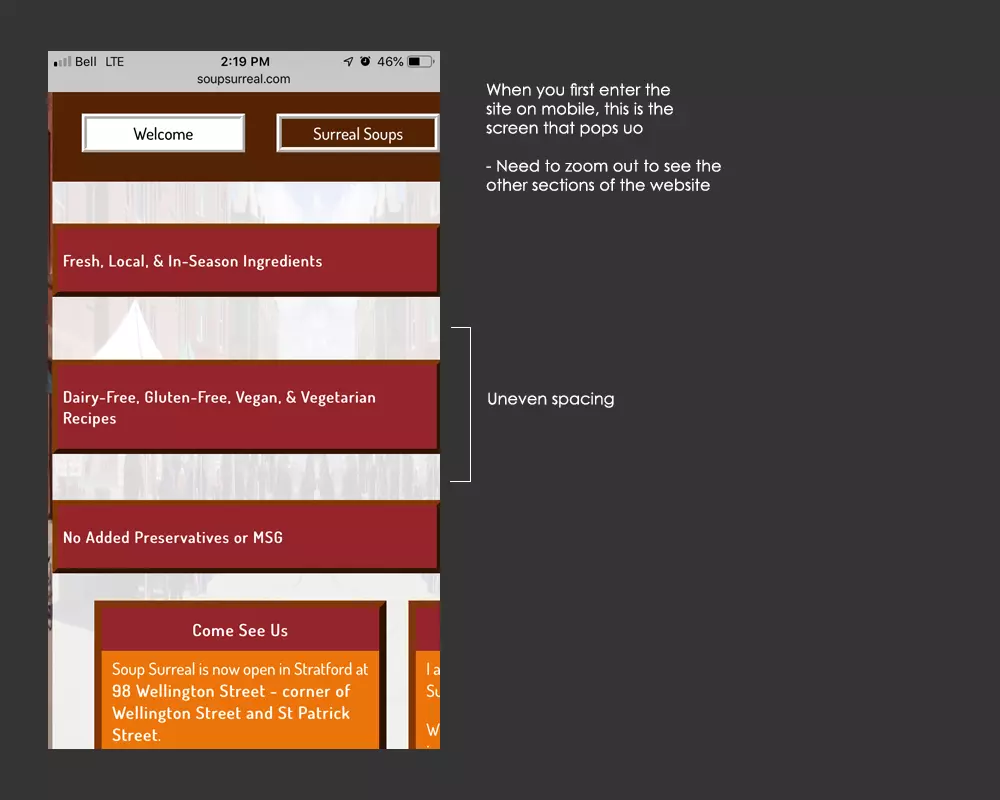 Bell LTE 2:19 PM 46%
soupsurreal.com
Welcome
Surreal Soups
Fresh, Local, & In-Season Ingredients
Dairy-Free, Gluten-Free, Vegan, & Vegetarian
Recipes
No Added Preservatives or MSG
Come See Us
Soup Surreal is now open in Stratford at
98 Wellington Street - corner of
Wellington Street and St Patrick
Street.
I a
Su
W
When you first enter the
site on mobile, this is the
screen that pops uo
- Need to zoom out to see the
other sections of the website
Uneven spacing